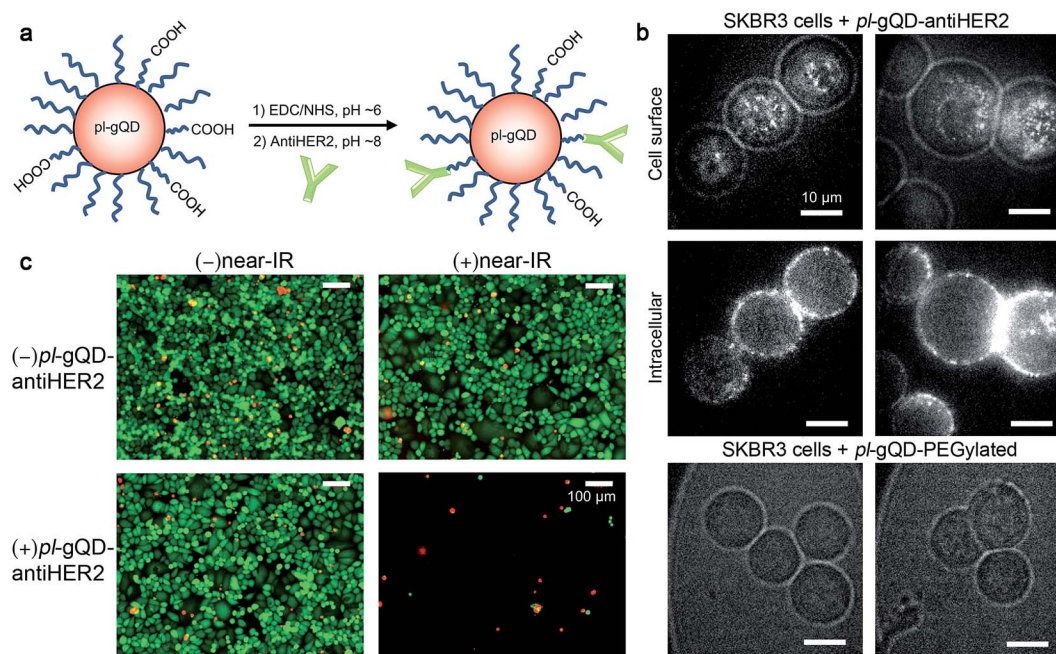 a
pl-gQD
COOH
COOH
COOH
HOOC
1) EDC/NHS, pH ~6
2) AntiHER2, pH ~8
pl-gQD
COOH
COOH
b
SKBR3 cells + pl-gQD-antiHER2
Cell surface
10 µm
Intracellular
SKBR3 cells + pl-gQD-PEGylated
c
(−)near-IR
(+)near-IR
(−)pl-gQD-
antiHER2
(+)pl-gQD-
antiHER2
100 µm